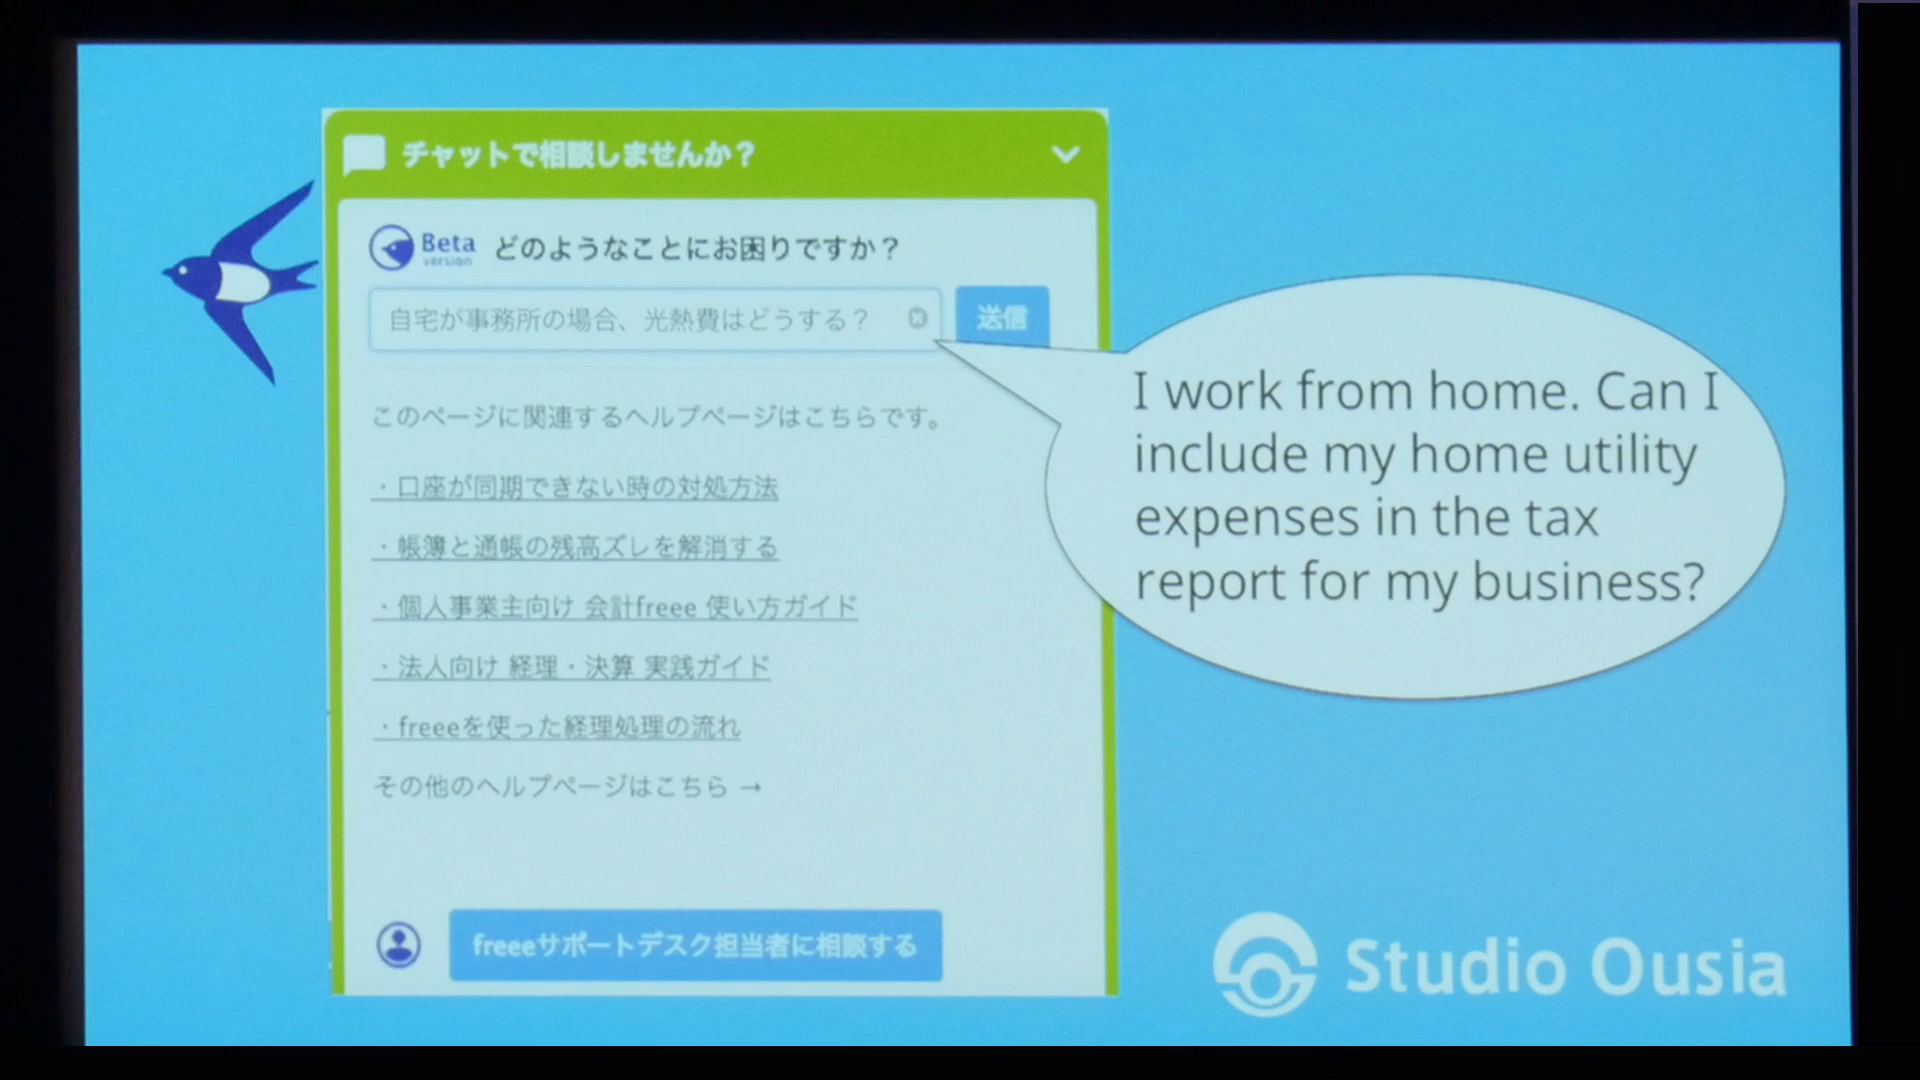 チャットで相談しませんか？
Beta version どのようなことにお困りですか？
自宅が事務所の場合、光熱費はどうする？
送信
このページに関連するヘルプページはこちらです。
・口座が同期できない時の対処方法
・帳簿と通帳の残高ズレを解消する
・個人事業主向け 会計freee 使い方ガイド
・法人向け 経理・決算 実践ガイド
・freeeを使った経理処理の流れ
その他のヘルプページはこちら →
freeeサポートデスク担当者に相談する
I work from home. Can I
include my home utility
expenses in the tax
report for my business?
Studio Ousia